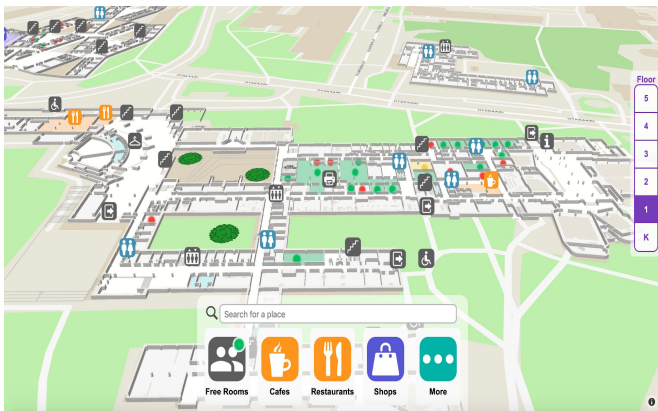 Floor
5
4
3
2
1
K
Search for a place
Free Rooms
Cafes
Restaurants
Shops
More